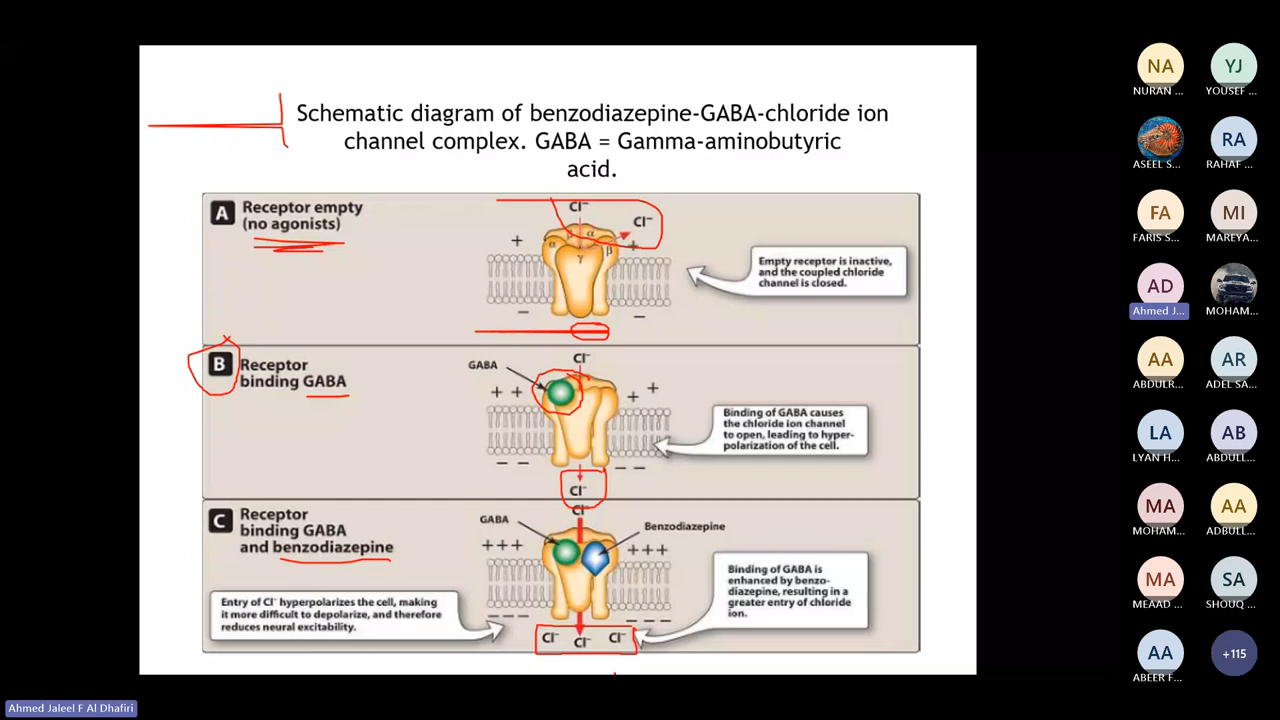 Schematic diagram of benzodiazepine-GABA-chloride ion
channel complex. GABA = Gamma-aminobutyric
acid.
A
Receptor empty
(no agonists)
Cl⁻
Cl⁻
+
+
α
β
α
β
γ
−
−
Empty receptor is inactive,
and the coupled chloride
channel is closed.
B
Receptor
binding GABA
GABA
Cl⁻
+ +
+
+
− −
− −
Cl⁻
Binding of GABA causes
the chloride ion channel
to open, leading to hyper-
polarization of the cell.
C
Receptor
binding GABA
and benzodiazepine
GABA
Cl⁻
Benzodiazepine
+ + +
+ + +
− − −
− − −
Cl⁻ Cl⁻ Cl⁻
Entry of Cl⁻ hyperpolarizes the cell, making
it more difficult to depolarize, and therefore
reduces neural excitability.
Binding of GABA is
enhanced by benzo-
diazepine, resulting in a
greater entry of chloride
ion.
NA
NURAN ...
YJ
YOUSEF ...
ASEEL S...
RA
RAHAF ...
FA
FARIS S...
MI
MAREYA...
AD
Ahmed J...
MOHAM...
AA
ABDULR...
AR
ADEL SA...
LA
LYAN H...
AB
ABDULL...
MA
MOHAM...
AA
ADBULL...
MA
MEAAD ...
SA
SHOUQ ...
AA
ABEER F...
+115
Ahmed Jaleel F Al Dhafiri